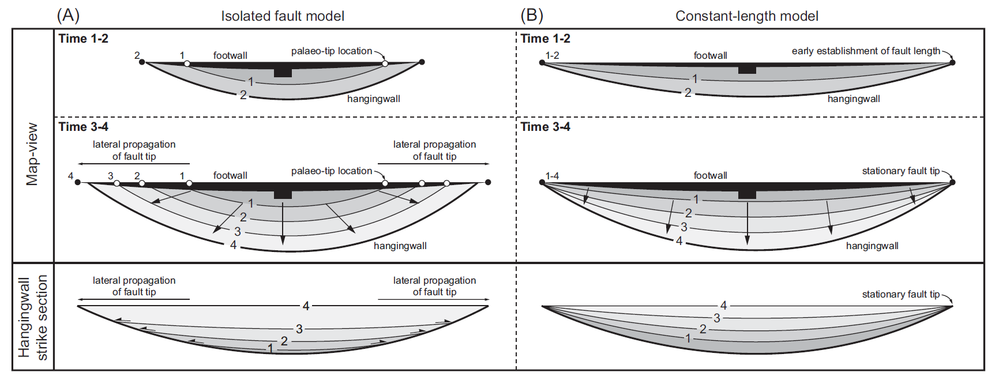 (A) Isolated fault model
(B) Constant-length model
Map-view
Time 1-2
2
1
footwall
palaeo-tip location
1
2
hangingwall
Time 1-2
1-2
footwall
early establishment of fault length
1
2
hangingwall
Time 3-4
lateral propagation
of fault tip
lateral propagation
of fault tip
4
3
2
1
footwall
palaeo-tip location
1
2
3
4
hangingwall
Time 3-4
1-4
footwall
stationary fault tip
1
2
3
4
hangingwall
Hangingwall
strike section
lateral propagation
of fault tip
lateral propagation
of fault tip
4
3
2
1
stationary fault tip
4
3
2
1